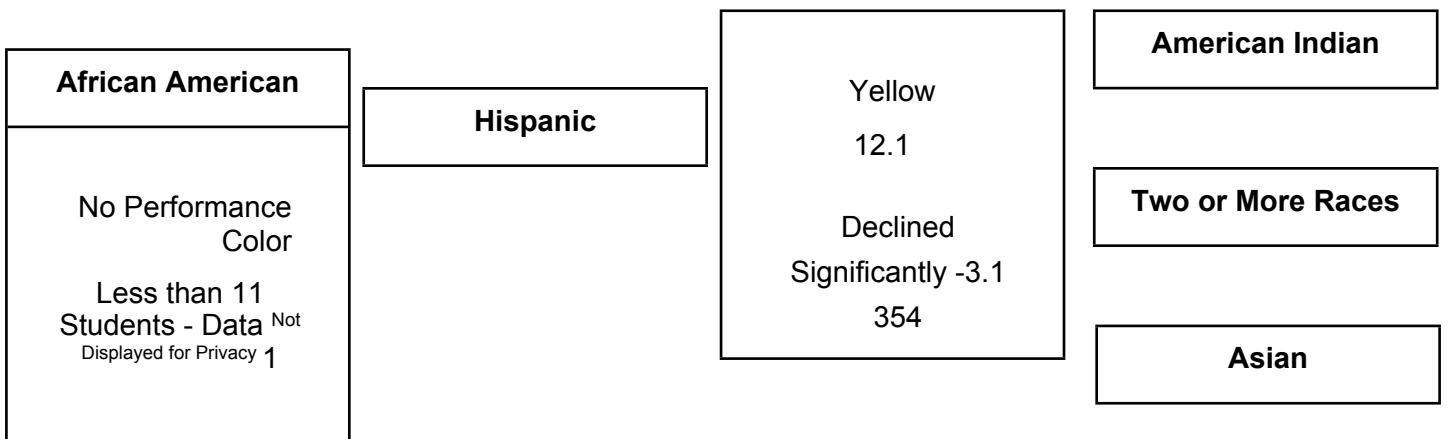 African American
No Performance
Color
Less than 11
Students - Data Not
Displayed for Privacy 1
Hispanic
Yellow
12.1
Declined
Significantly -3.1
354
American Indian
Two or More Races
Asian